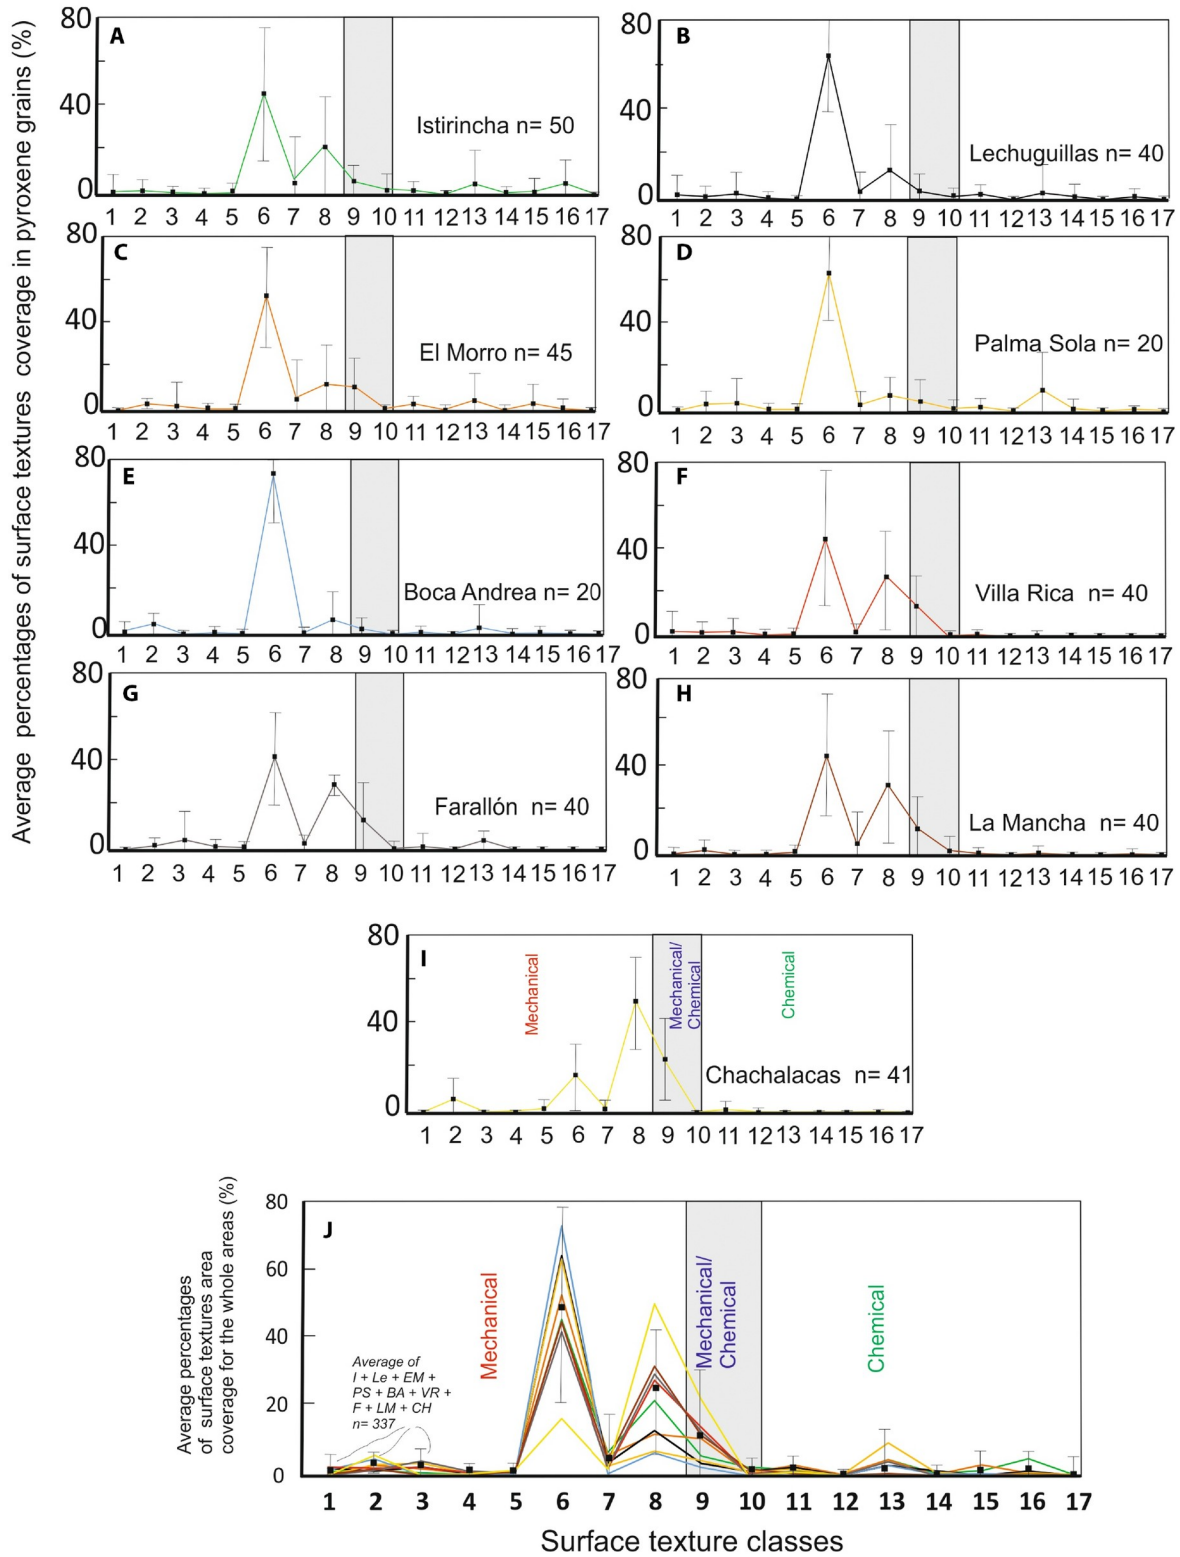 Average percentages of surface textures coverage in pyroxene grains (%)
80
40
0
A
Istirincha n= 50
1 2 3 4 5 6 7 8 9 10 11 12 13 14 15 16 17
80
40
0
B
Lechuguillas n= 40
1 2 3 4 5 6 7 8 9 10 11 12 13 14 15 16 17
80
40
0
C
El Morro n= 45
1 2 3 4 5 6 7 8 9 10 11 12 13 14 15 16 17
80
40
0
D
Palma Sola n= 20
1 2 3 4 5 6 7 8 9 10 11 12 13 14 15 16 17
80
40
0
E
Boca Andrea n= 20
1 2 3 4 5 6 7 8 9 10 11 12 13 14 15 16 17
80
40
0
F
Villa Rica n= 40
1 2 3 4 5 6 7 8 9 10 11 12 13 14 15 16 17
80
40
0
G
Farallón n= 40
1 2 3 4 5 6 7 8 9 10 11 12 13 14 15 16 17
80
40
0
H
La Mancha n= 40
1 2 3 4 5 6 7 8 9 10 11 12 13 14 15 16 17
80
40
0
I
Mechanical
Mechanical/
Chemical
Chemical
Chachalacas n= 41
1 2 3 4 5 6 7 8 9 10 11 12 13 14 15 16 17
Average percentages
of surface textures area
coverage for the whole areas (%)
80
60
40
20
0
J
Mechanical
Mechanical/
Chemical
Chemical
Average of
I + Le + EM +
PS + BA + VR +
F + LM + CH
n= 337
1 2 3 4 5 6 7 8 9 10 11 12 13 14 15 16 17
Surface texture classes